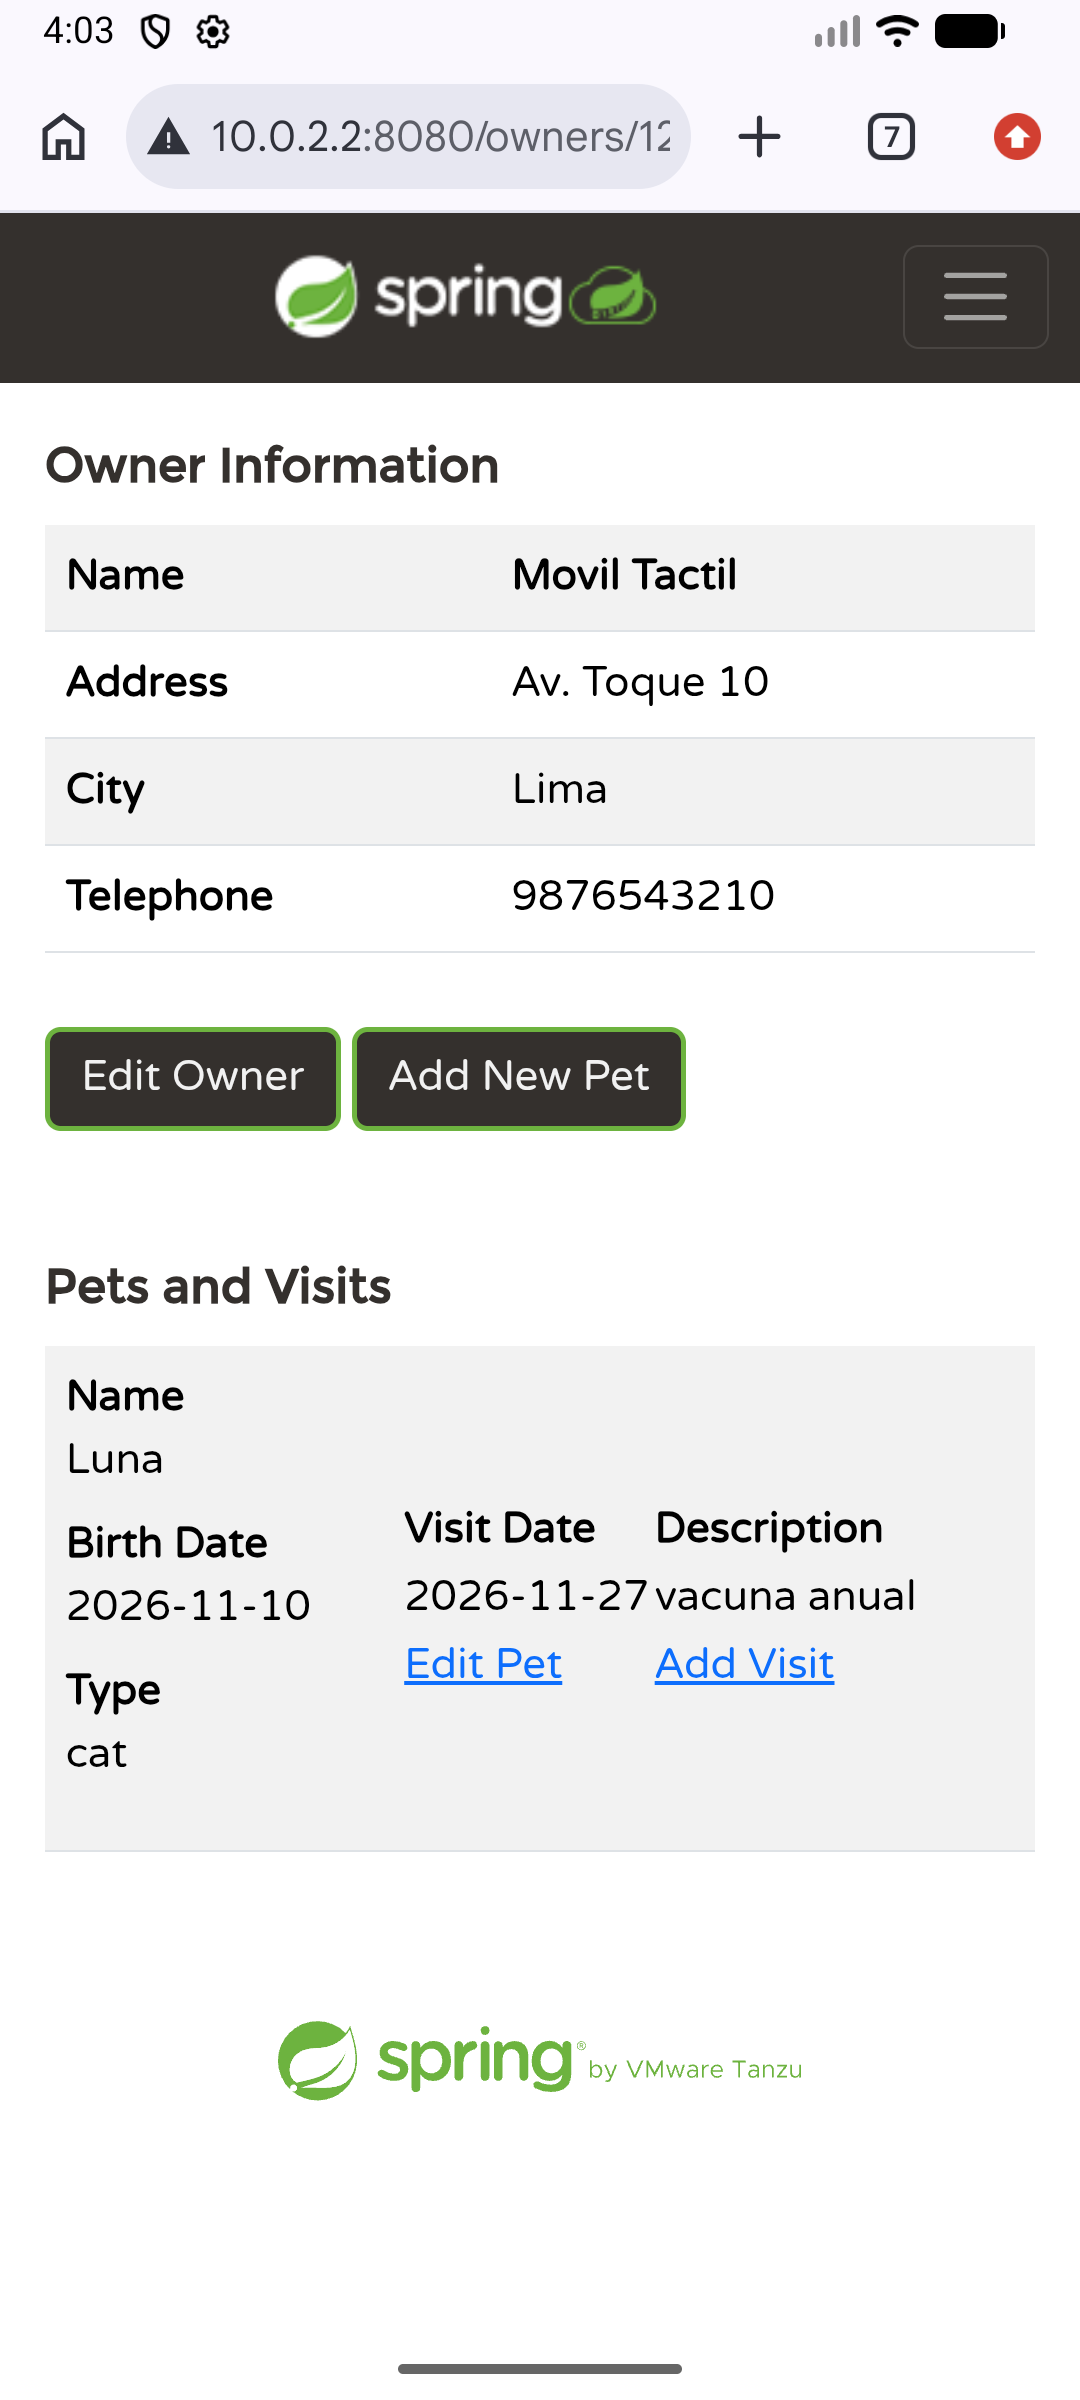 4:03
10.0.2.2:8080/owners/12
7
spring
Owner Information
Name Movil Tactil
Address Av. Toque 10
City Lima
Telephone 9876543210
Edit Owner Add New Pet
Pets and Visits
Name
Luna
Birth Date
2026-11-10
Type
cat
Visit Date Description
2026-11-27 vacuna anual
Edit Pet Add Visit
spring® by VMware Tanzu